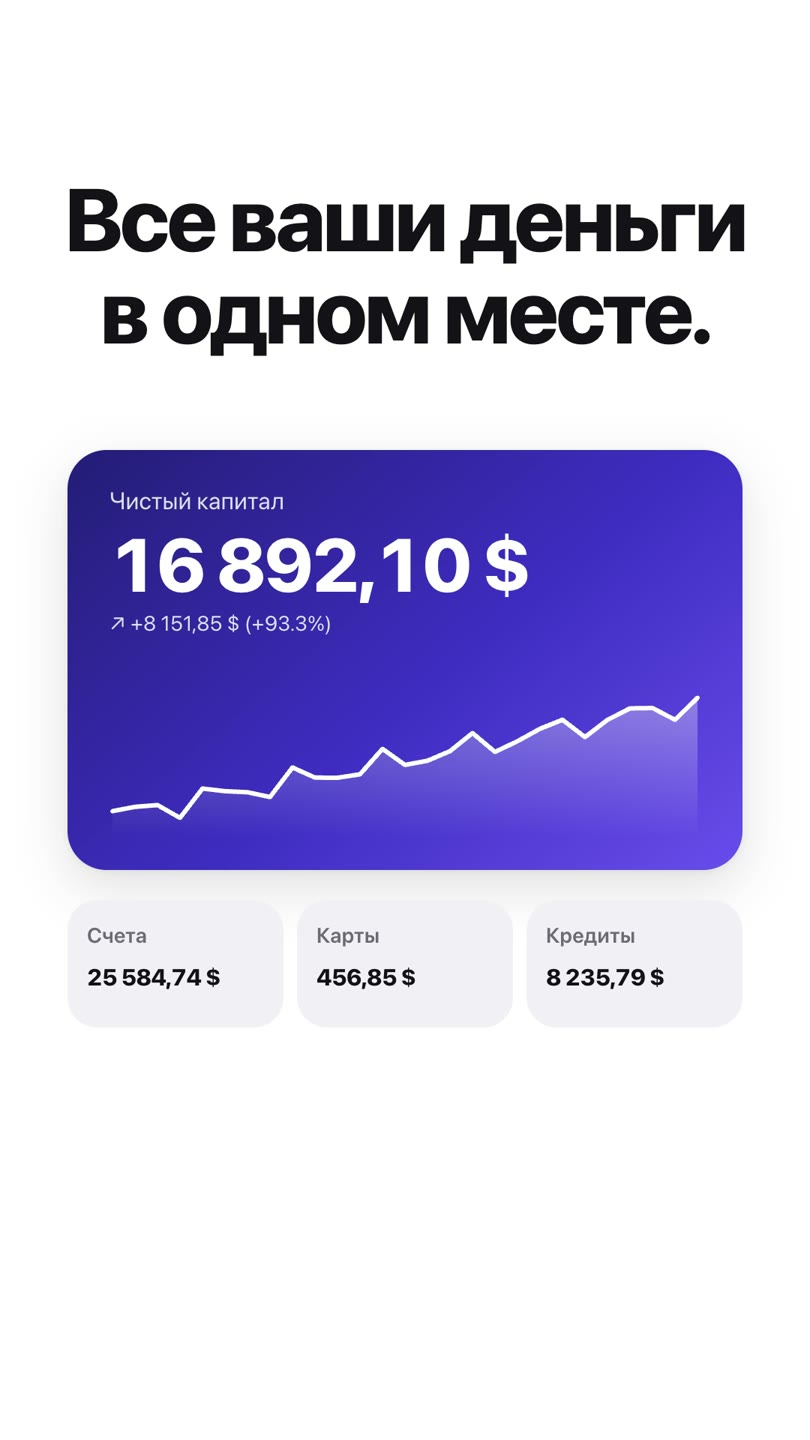 Все ваши деньги
в одном месте.
Чистый капитал
16 892,10 $
↗ +8 151,85 $ (+93.3%)
Счета
25 584,74 $
Карты
456,85 $
Кредиты
8 235,79 $